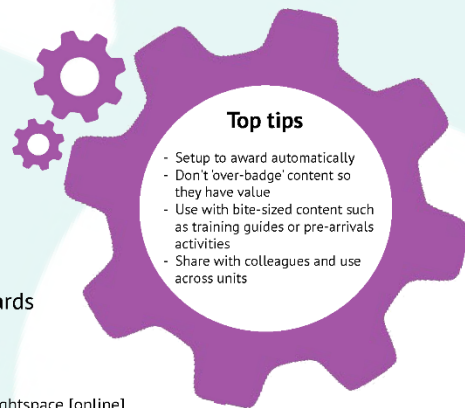 Top tips
- Setup to award automatically
- Don't 'over-badge' content so
they have value
- Use with bite-sized content such
as training guides or pre-arrivals
activities
- Share with colleagues and use
across units
ards
ghtspace [online]